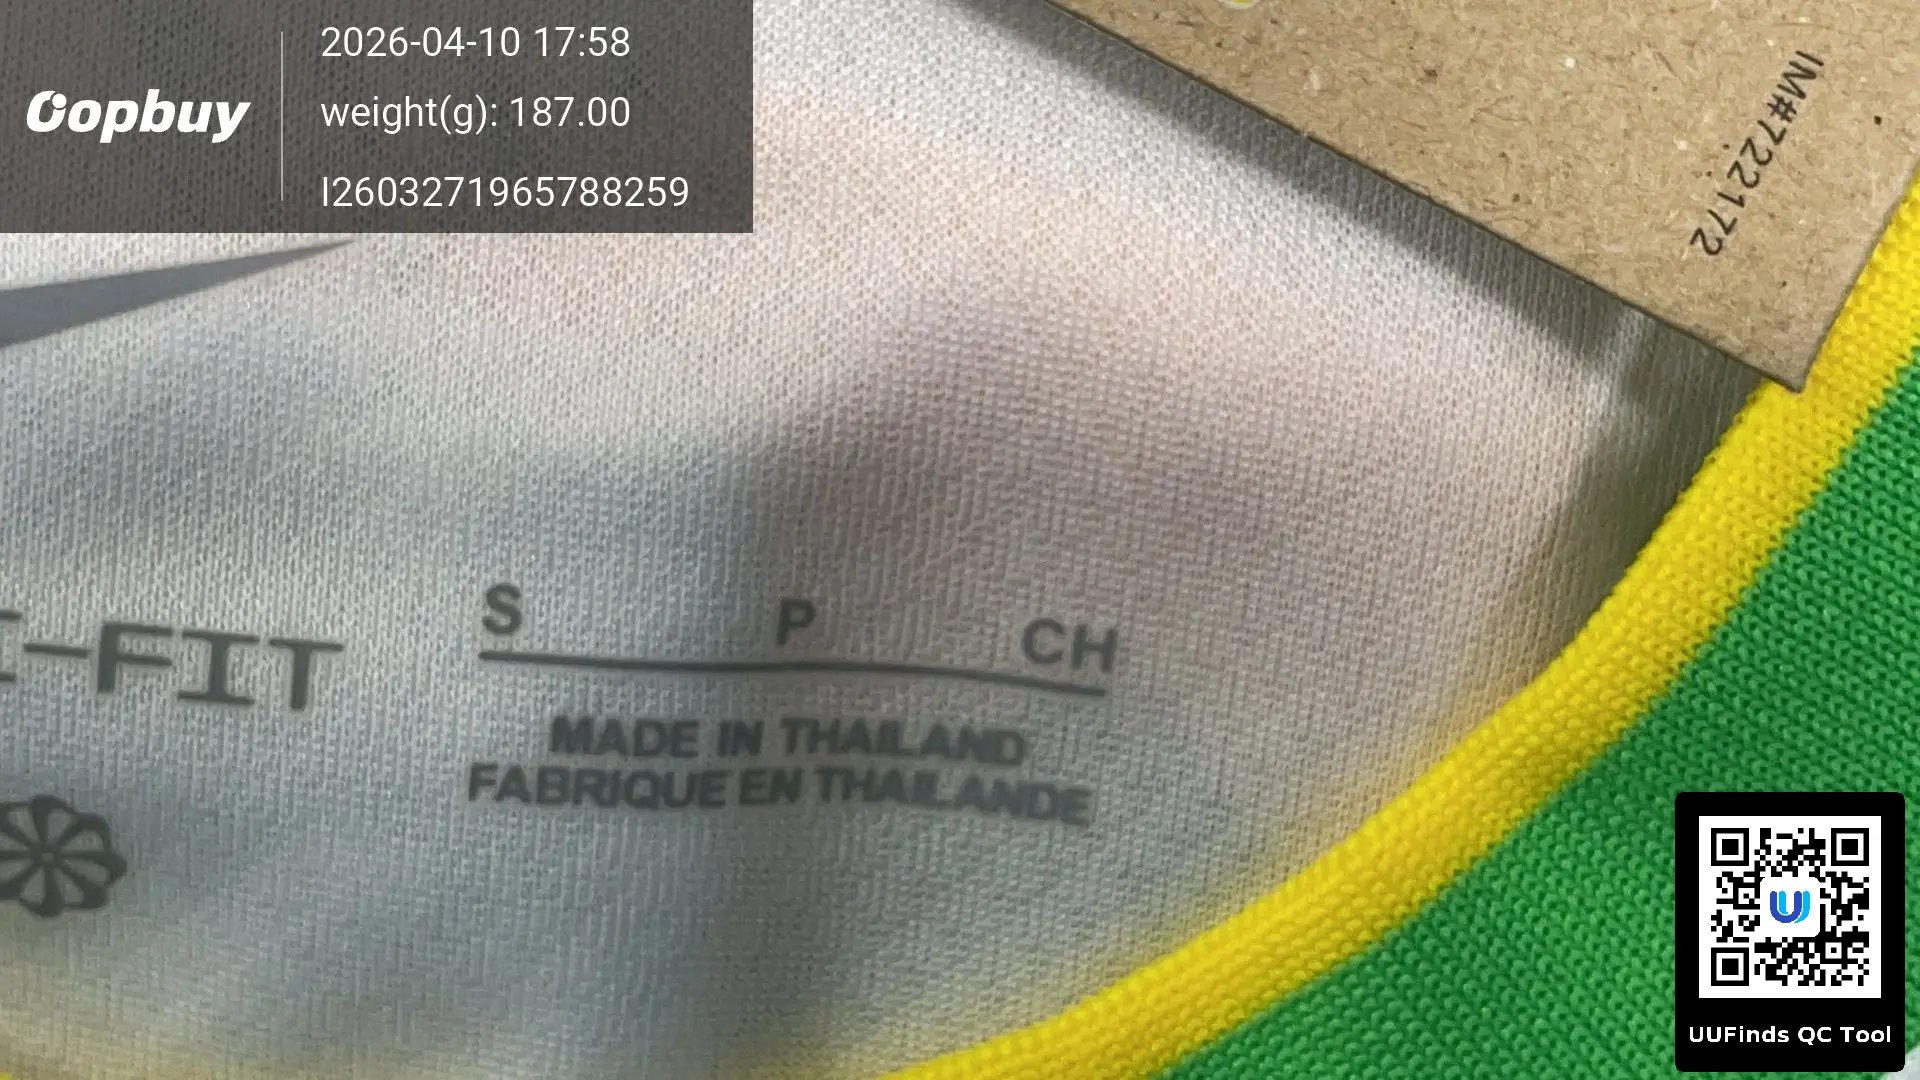 Oopbuy
2026-04-10 17:58
weight(g): 187.00
I2603271965788259
IM#722172
I-FIT
S P CH
MADE IN THAILAND
FABRIQUE EN THAILANDE
UUFinds QC Tool